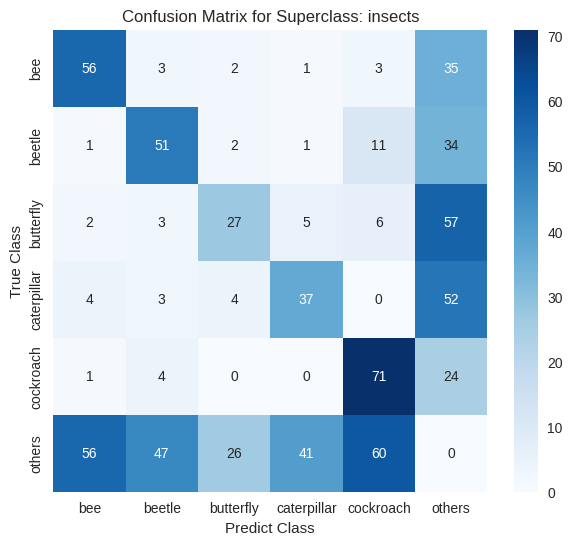 Confusion Matrix for Superclass: insects
True Class
bee 56 3 2 1 3 35
beetle 1 51 2 1 11 34
butterfly 2 3 27 5 6 57
caterpillar 4 3 4 37 0 52
cockroach 1 4 0 0 71 24
others 56 47 26 41 60 0
bee beetle butterfly caterpillar cockroach others
Predict Class
70
60
50
40
30
20
10
0